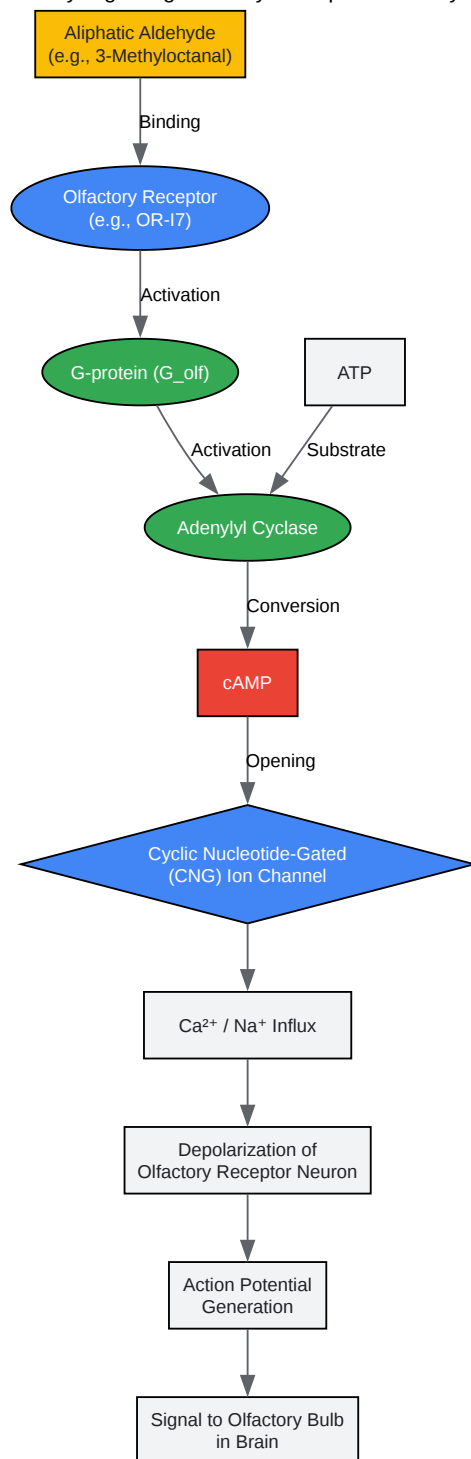 Aliphatic Aldehyde
(e.g., 3-Methyloctanal)
Binding
Olfactory Receptor
(e.g., OR-I7)
Activation
G-protein (G_olf)
ATP
Activation
Substrate
Adenylyl Cyclase
Conversion
cAMP
Opening
Cyclic Nucleotide-Gated
(CNG) Ion Channel
Ca²⁺ / Na⁺ Influx
Depolarization of
Olfactory Receptor Neuron
Action Potential
Generation
Signal to Olfactory Bulb
in Brain